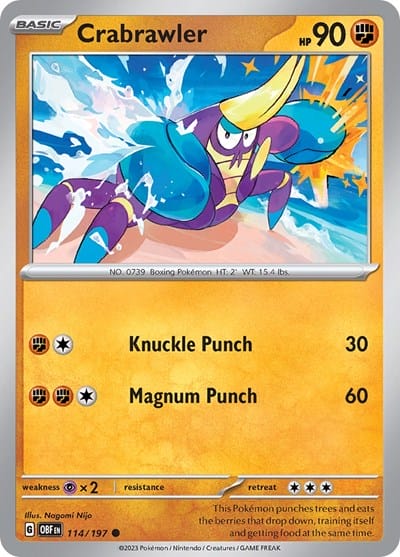 BASIC
Crabrawler
HP 90
NO. 0739 Boxing Pokémon HT: 2' WT: 15.4 lbs.
Knuckle Punch 30
Magnum Punch 60
weakness ×2 resistance retreat
Illus. Nagomi Nijo
G OBF EN 114/197
This Pokémon punches trees and eats
the berries that drop down, training itself
and getting food at the same time.
©2023 Pokémon / Nintendo / Creatures / GAME FREAK